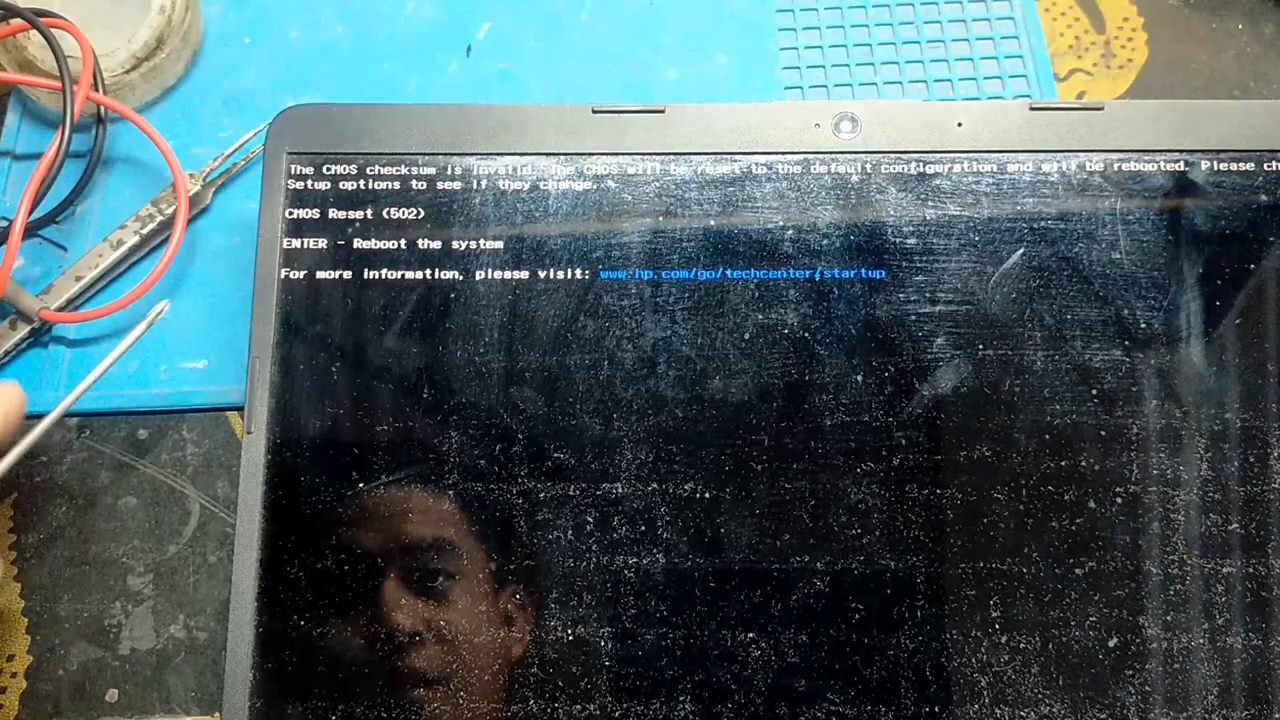 The CMOS checksum is invalid. The CMOS will be reset to the default configuration and will be rebooted. Please
Setup options to see if they change.
CMOS Reset (502)
ENTER - Reboot the system
For more information, please visit: www.hp.com/go/techcenter/startup